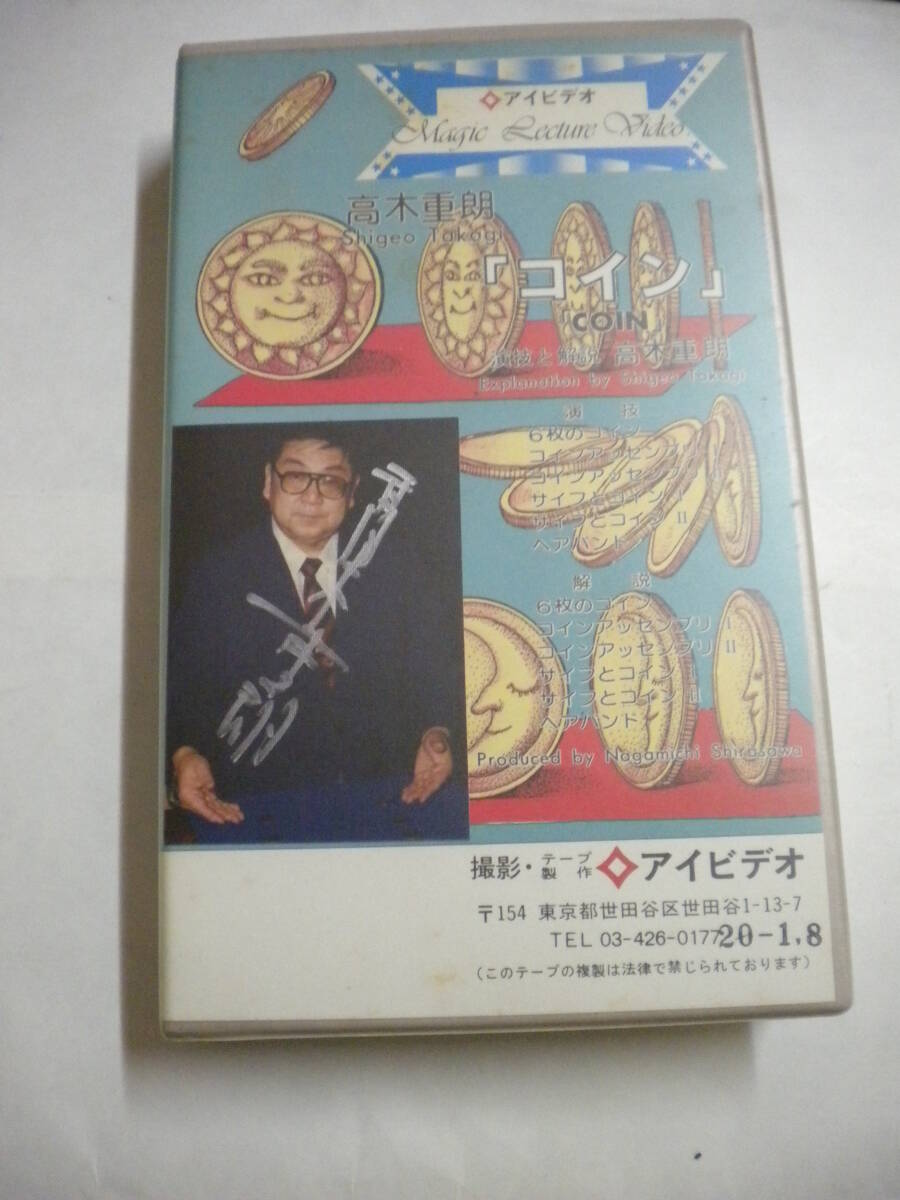 アイビデオ
Magic Lecture Video
高木重朗
Shigeo Takagi
「コイン」
COIN
演技と解説 高木重朗
Explanation by Shigeo Takagi
演 技
6枚のコイン
コインアッセンブリ I
コインアッセンブリ II
サイフとコイン I
サイフとコイン II
ヘアバンド
解 説
6枚のコイン
コインアッセンブリ I
コインアッセンブリ II
サイフとコイン I
サイフとコイン II
ヘアバンド
Produced by Nagamichi Shirasawa
撮影・テープ製作 アイビデオ
〒154 東京都世田谷区世田谷1-13-7
TEL 03-426-0177
20-1,8
(このテープの複製は法律で禁じられております)